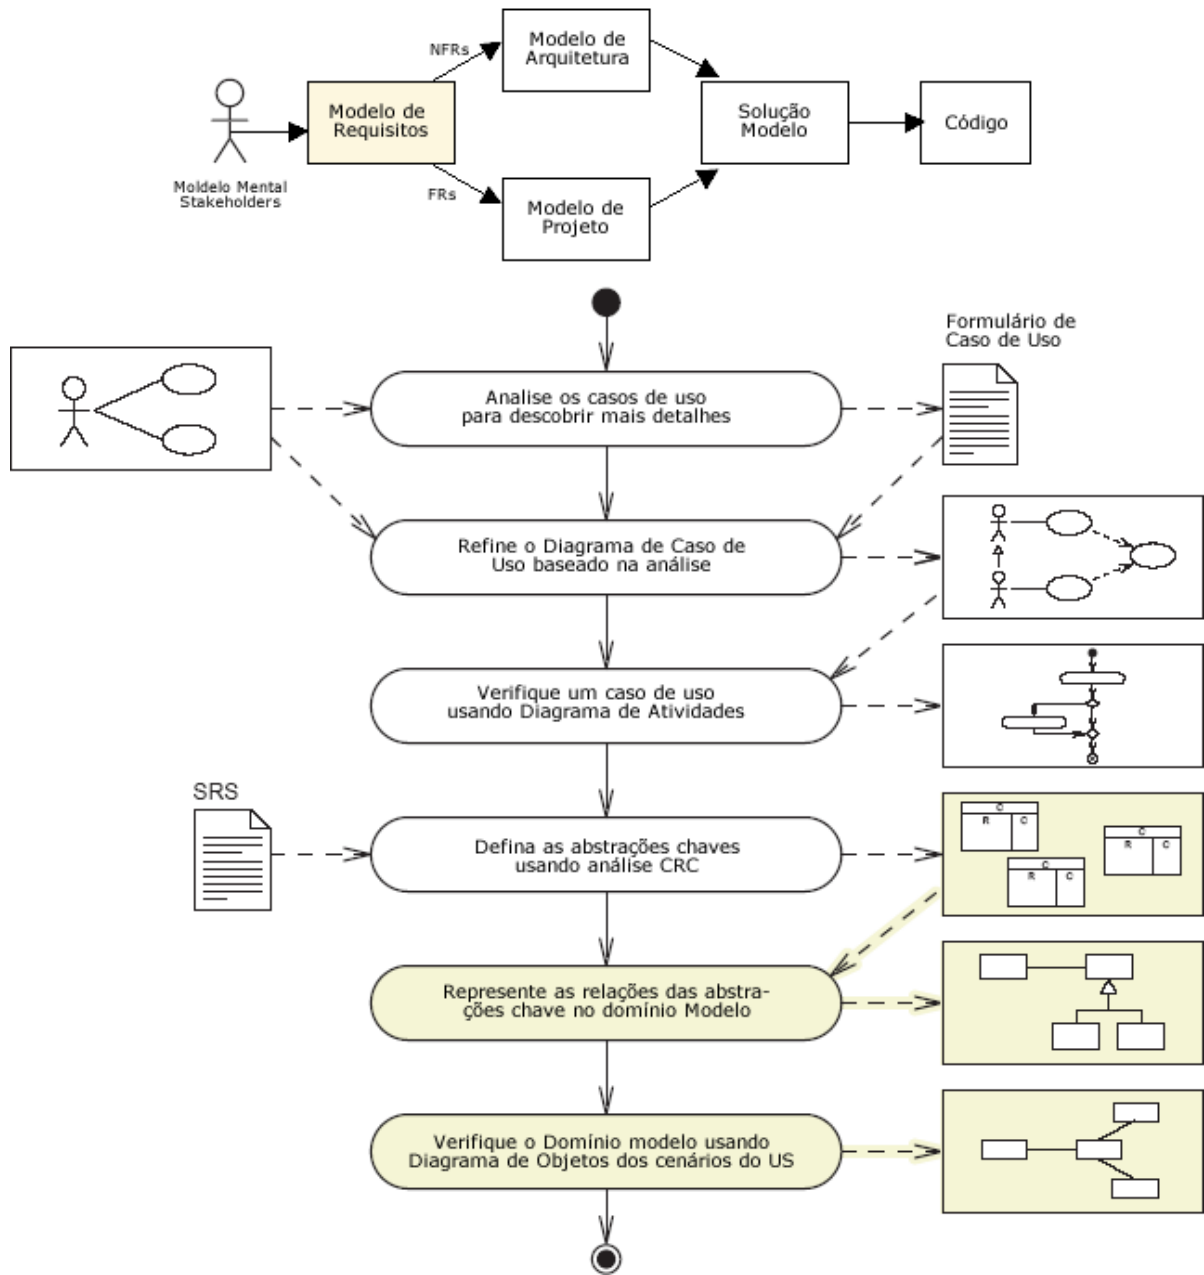 NFRs
Modelo de
Arquitetura
Modelo de
Requisitos
Solução
Modelo
Código
Moldelo Mental
Stakeholders
FRs
Modelo de
Projeto
Formulário de
Caso de Uso
Analise os casos de uso
para descobrir mais detalhes
Refine o Diagrama de Caso de
Uso baseado na análise
Verifique um caso de uso
usando Diagrama de Atividades
SRS
Defina as abstrações chaves
usando análise CRC
C
R C
C
R C
C
R C
Represente as relações das abstra-
ções chave no domínio Modelo
Verifique o Domínio modelo usando
Diagrama de Objetos dos cenários do US